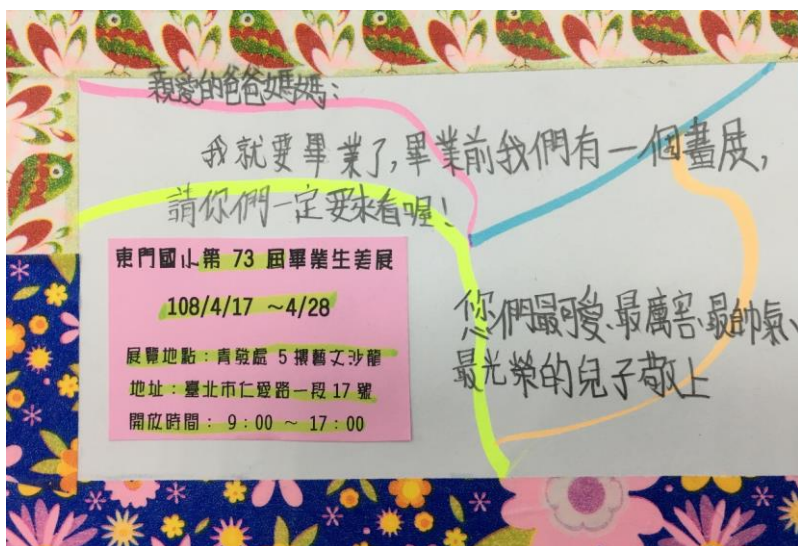 親愛的爸爸媽媽：
我就要畢業了，畢業前我們有一個畫展，
請你們一定要來看喔！
東門國小第 73 屆畢業生美展
108/4/17 ～4/28
展覽地點：青發處 5 樓藝文沙龍
地址：臺北市仁愛路一段 17 號
開放時間： 9：00 ～ 17：00
您們最可愛、最厲害、最帥氣、
最光榮的兒子敬上